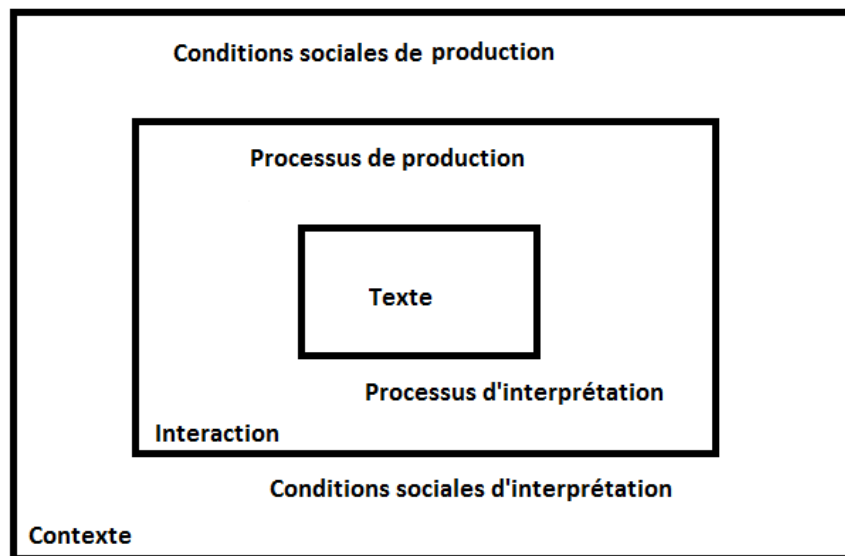 Conditions sociales de production
Processus de production
Texte
Processus d'interprétation
Interaction
Conditions sociales d'interprétation
Contexte